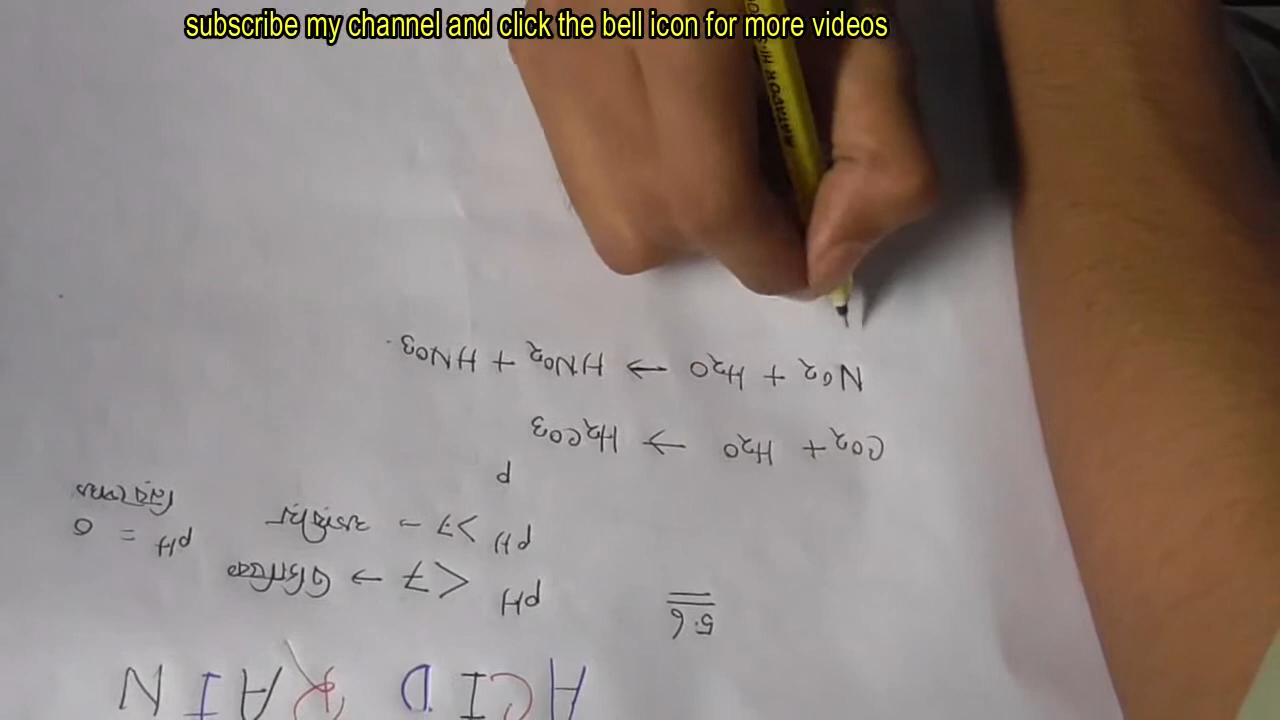 subscribe my channel and click the bell icon for more videos
ACID RAIN
5.6
pH < 7 →
pH >7 -
pH = 0
P
CO2 + H2O → H2CO3
NO2 + H2O → HNO2 + HNO3.